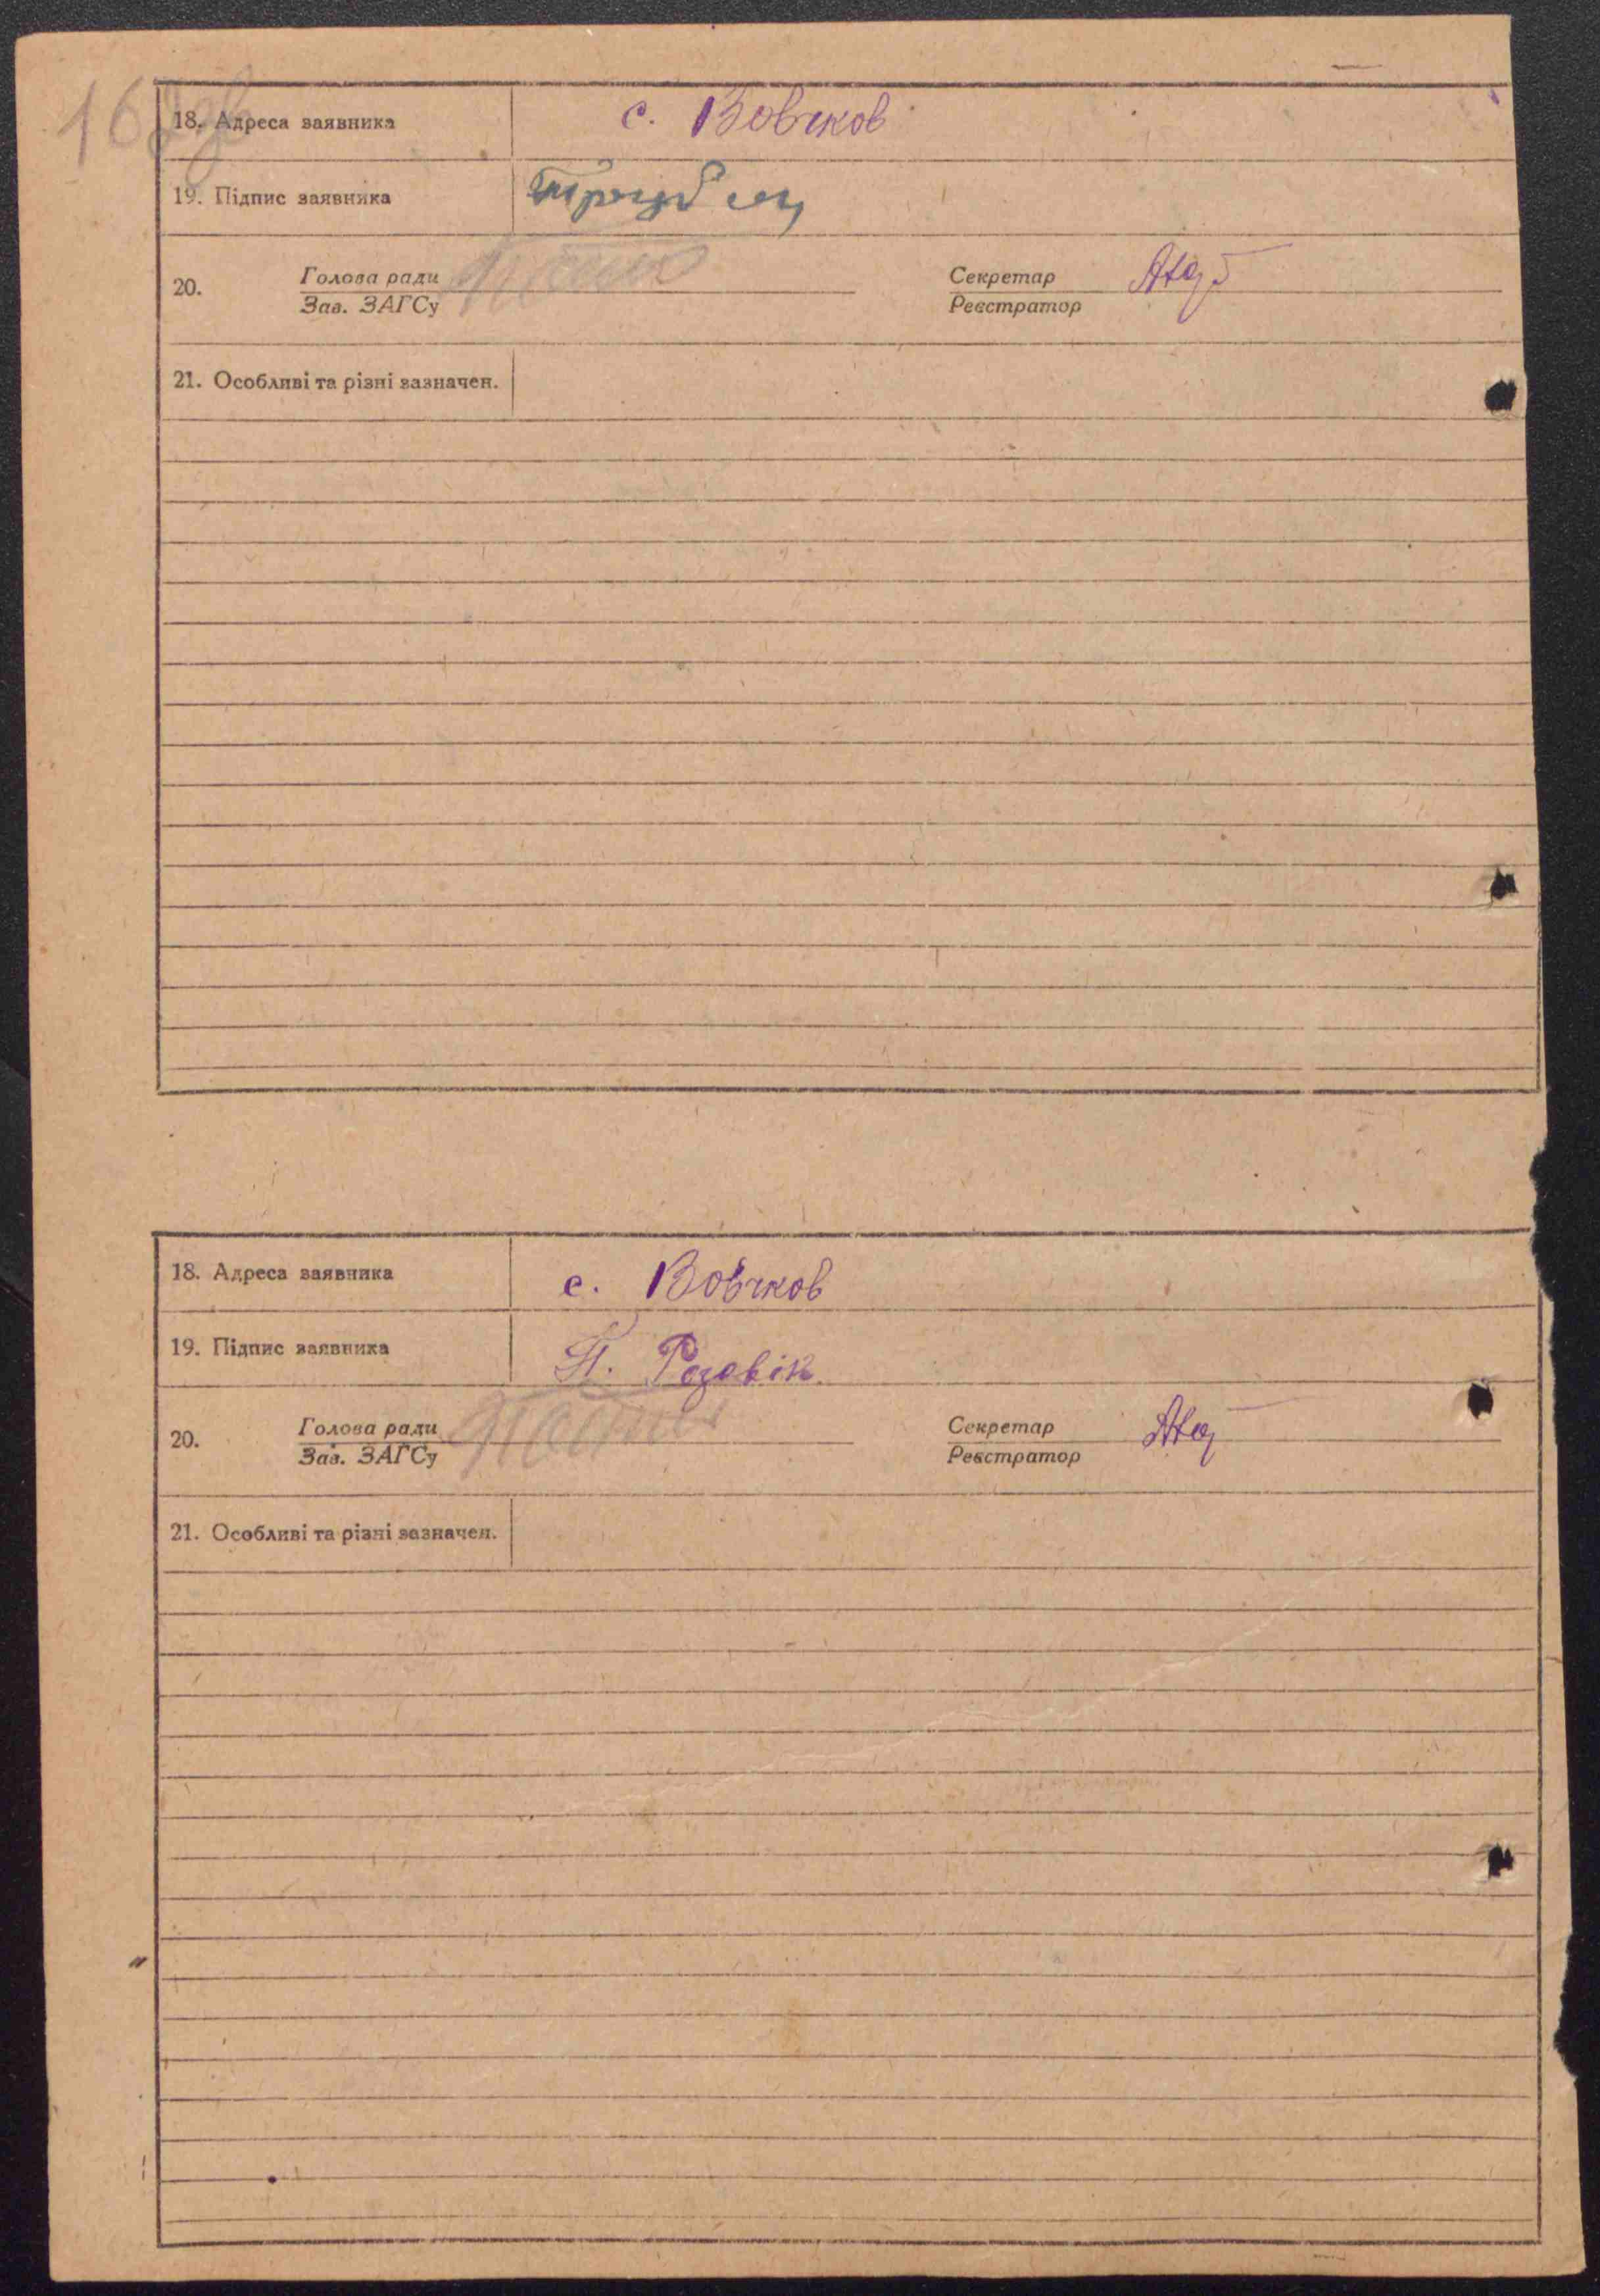 16зв
18. Адреса заявника с. Вовчков
19. Підпис заявника
20. Голова ради Секретар
Зав. ЗАГСу Реєстратор
21. Особливі та різні зазначен.
18. Адреса заявника с. Вовчков
19. Підпис заявника П. Розовік
20. Голова ради Секретар
Зав. ЗАГСу Реєстратор
21. Особливі та різні зазначен.